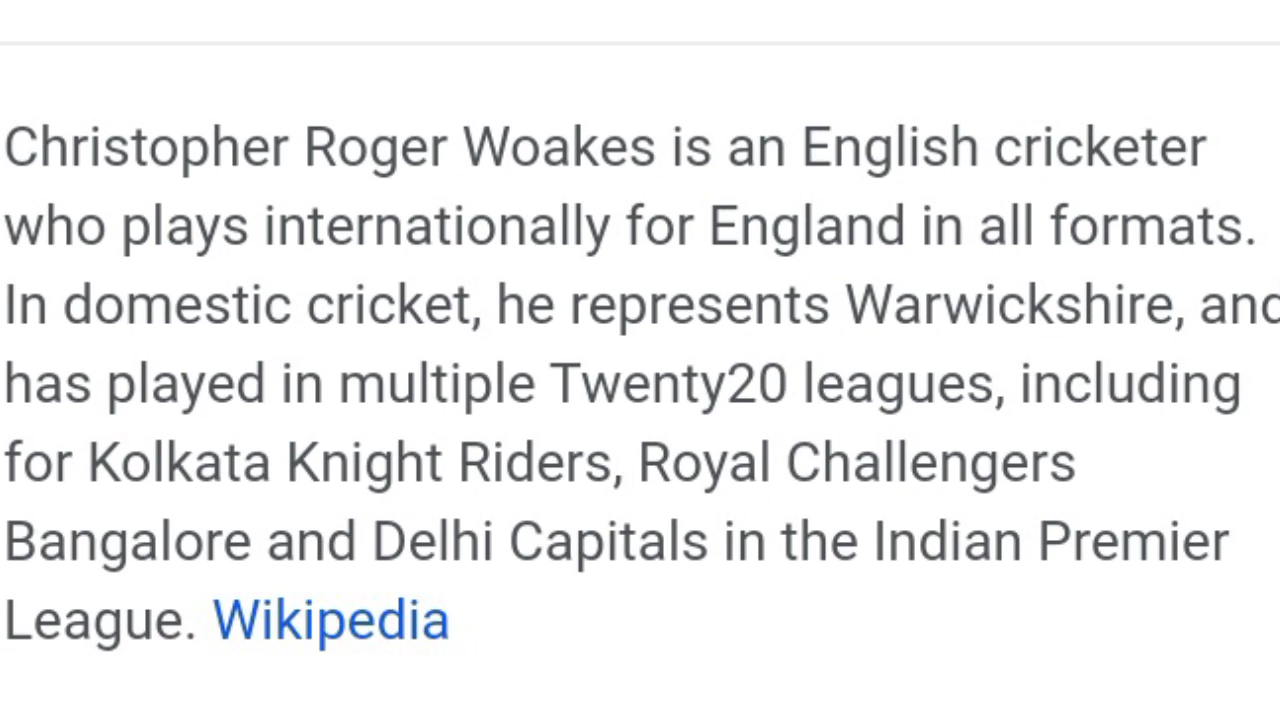 Christopher Roger Woakes is an English cricketer
who plays internationally for England in all formats.
In domestic cricket, he represents Warwickshire, and
has played in multiple Twenty20 leagues, including
for Kolkata Knight Riders, Royal Challengers
Bangalore and Delhi Capitals in the Indian Premier
League. Wikipedia